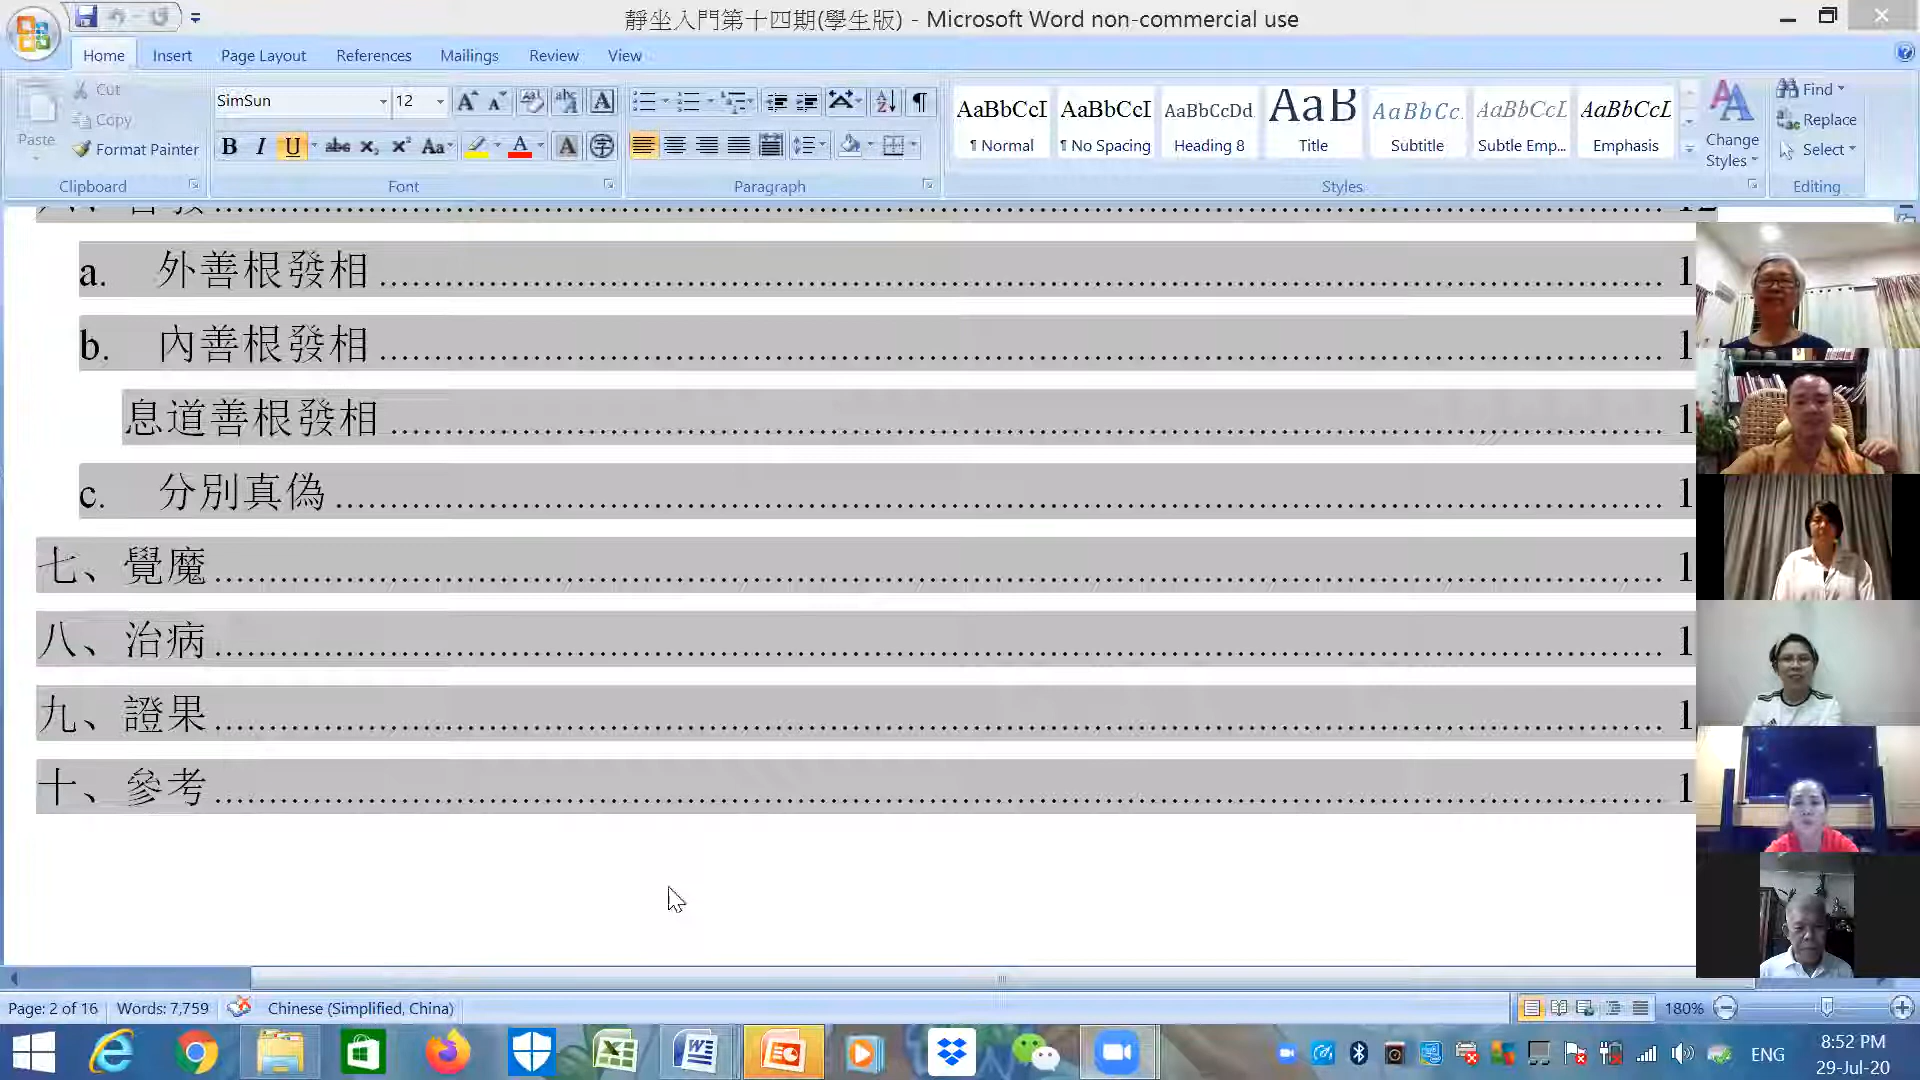 靜坐入門第十四期(學生版) - Microsoft Word non-commercial use
Home Insert Page Layout References Mailings Review View
Paste Cut Copy Format Painter
SimSun 12
AaBbCcI AaBbCcI AaBbCcDd AaB AaBbCc. AaBbCcL AaBbCcL
¶ Normal ¶ No Spacing Heading 8 Title Subtitle Subtle Emp... Emphasis
Change Styles
Find Replace Select
Clipboard Font Paragraph Styles Editing
a. 外善根發相 1
b. 內善根發相 1
息道善根發相 1
c. 分別真偽 1
七、覺魔 1
八、治病 1
九、證果 1
十、參考 1
Page: 2 of 16 Words: 7,759 Chinese (Simplified, China) 180%
ENG 8:52 PM
29-Jul-20